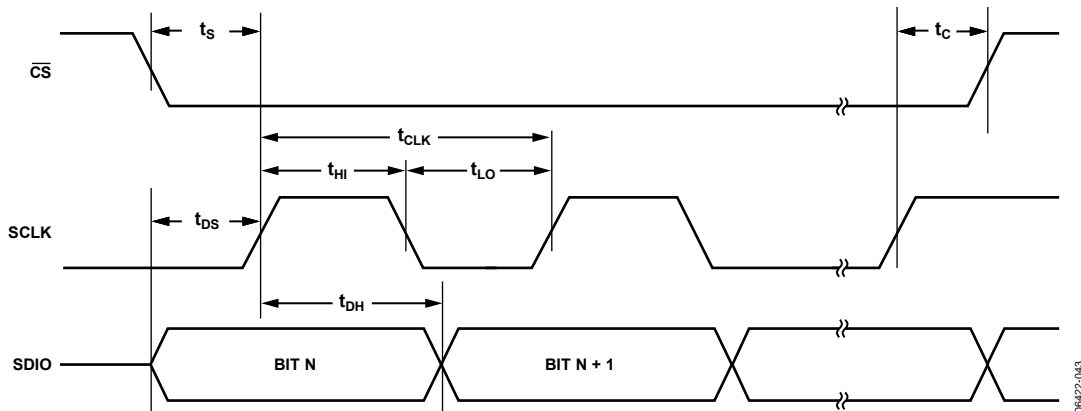 tS
tC
CS
tCLK
tHI
tLO
tDS
SCLK
tDH
SDIO
BIT N
BIT N + 1
06422-043